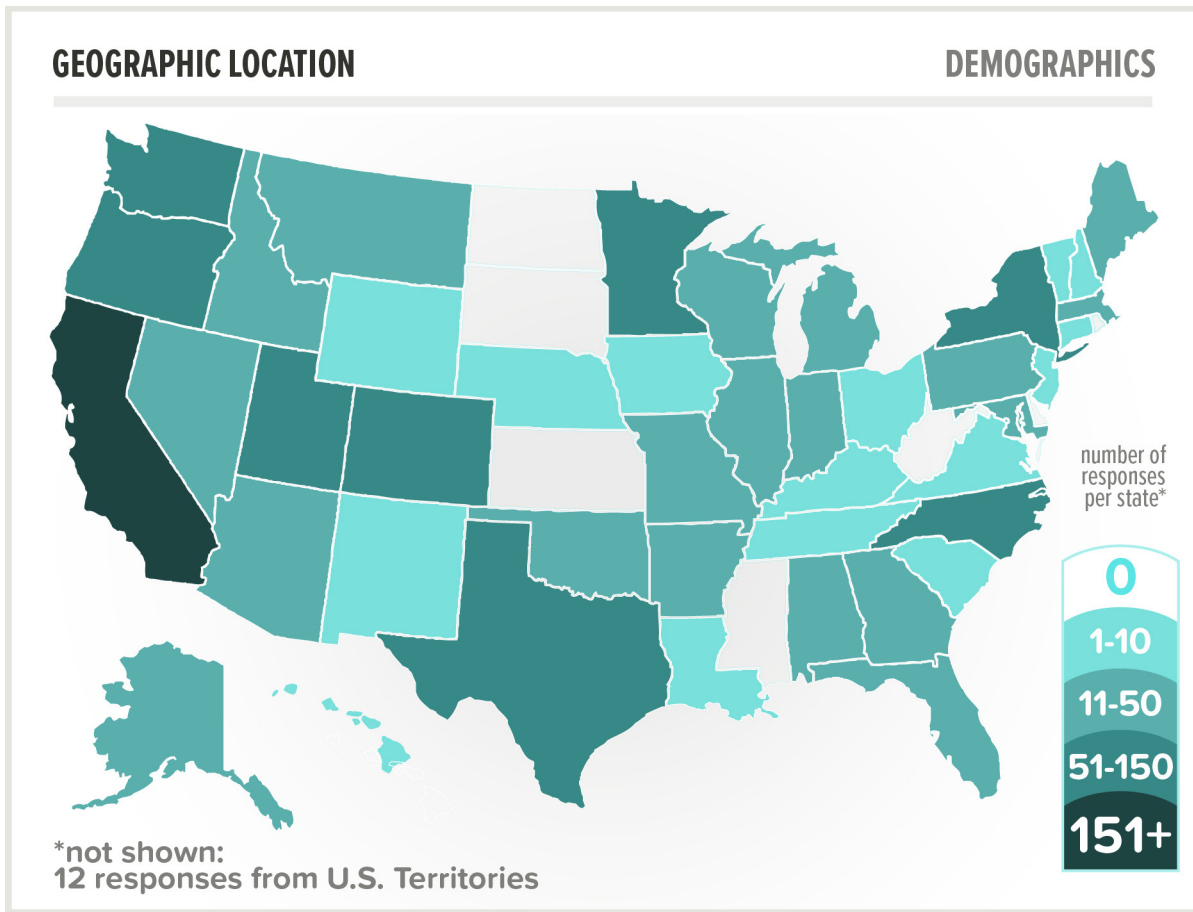 GEOGRAPHIC LOCATION
DEMOGRAPHICS
number of
responses
per state*
0
1-10
11-50
51-150
151+
*not shown:
12 responses from U.S. Territories